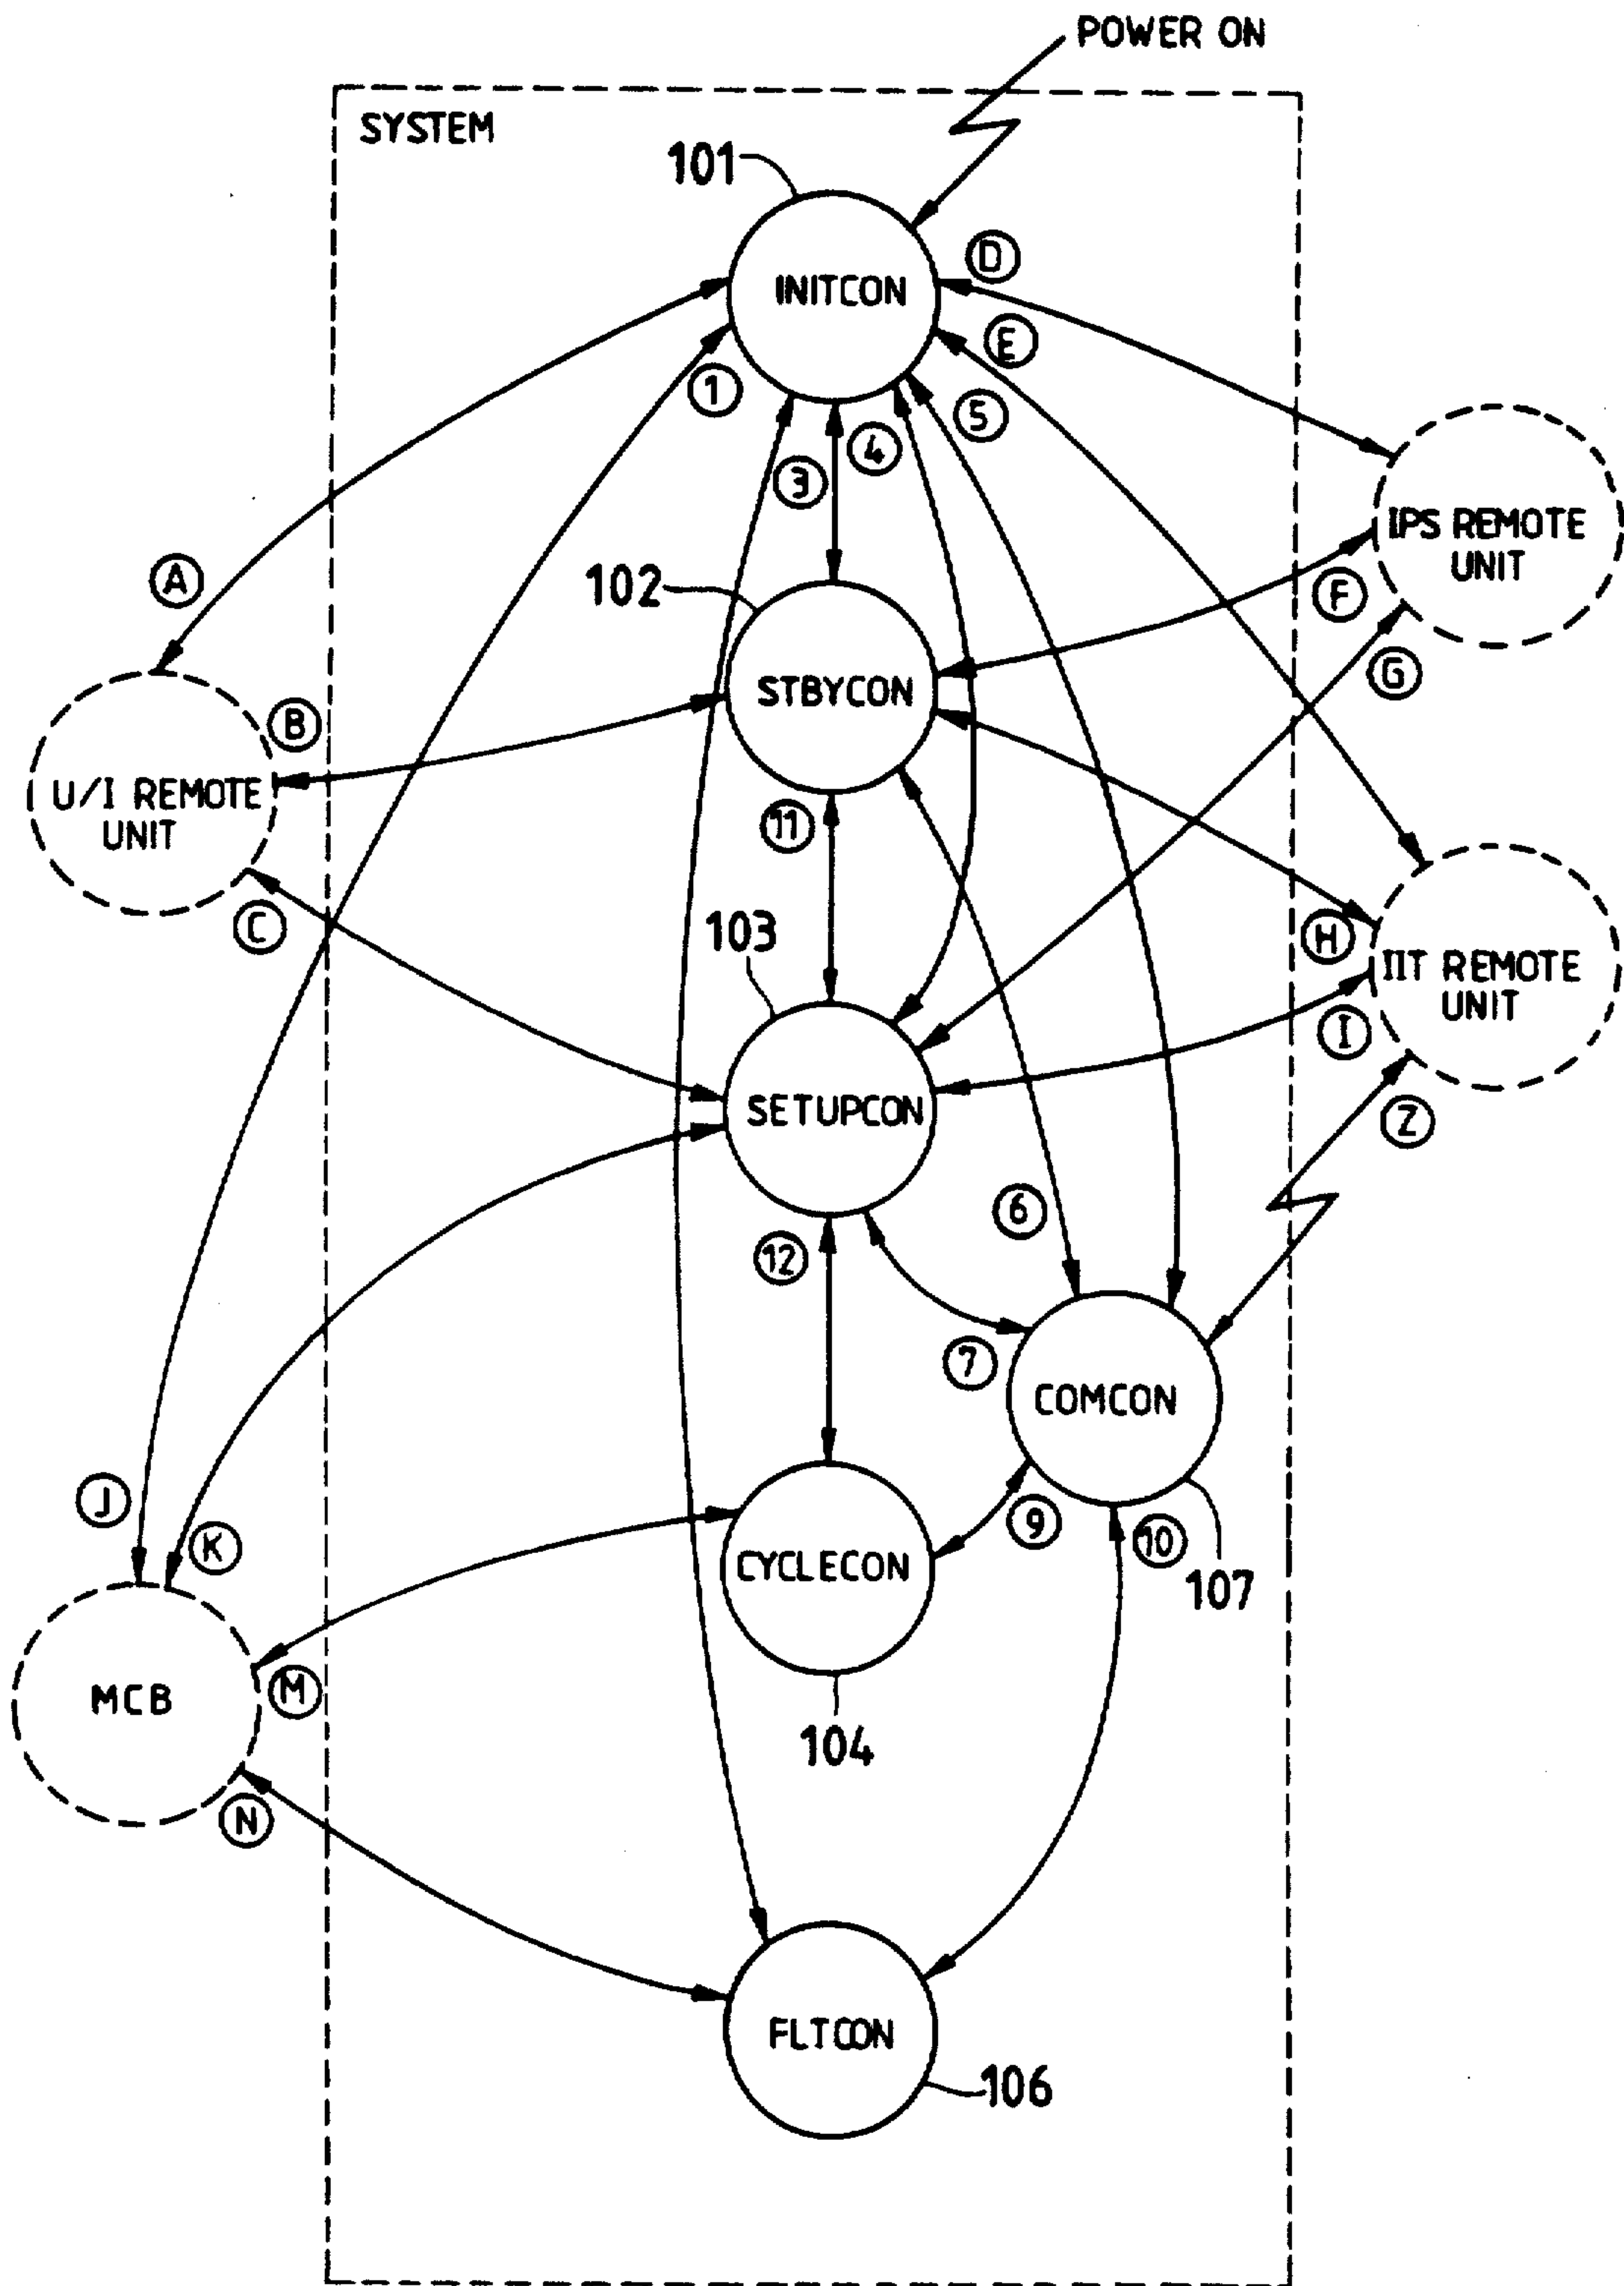 POWER ON
SYSTEM
101
INITCON
D
E
1
5
4
3
IPS REMOTE
UNIT
A
102
F
G
STBYCON
B
U/I REMOTE
UNIT
11
C
103
H
IIT REMOTE
UNIT
I
SETUPCON
Z
6
12
7
COMCON
J
K
9
10
CYCLECON
107
MCB
M
104
N
FLTCON
106